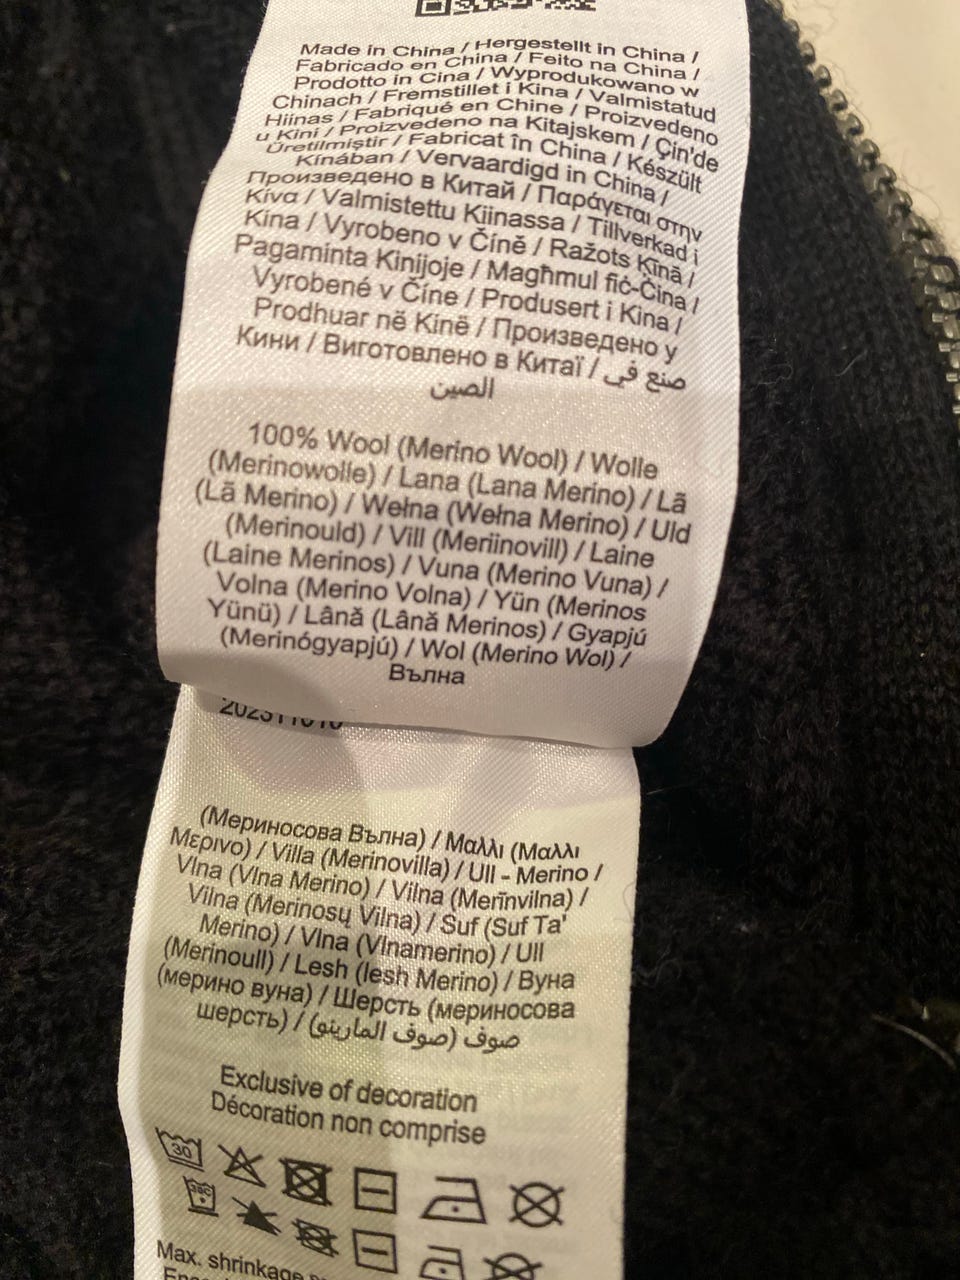 Made in China / Hergestellt in China /
Fabricado en China / Feito na China /
Prodotto in Cina / Wyprodukowano w
Chinach / Fremstillet i Kina / Valmistatud
Hiinas / Fabriqué en Chine / Proizvedeno
u Kini / Proizvedeno na Kitajskem / Çin'de
Üretilmiştir / Fabricat în China / Készült
Kínában / Vervaardigd in China /
Произведено в Китай / Παράγεται στην
Κίνα / Valmistettu Kiinassa / Tillverkad i
Kina / Vyrobeno v Číně / Ražots Ķīnā /
Pagaminta Kinijoje / Magħmul fiċ-Ċina /
Vyrobené v Číne / Produsert i Kina /
Prodhuar në Kinë / Произведено у
Кини / Виготовлено в Китаї / صنع في
الصين
100% Wool (Merino Wool) / Wolle
(Merinowolle) / Lana (Lana Merino) / Lã
(Lã Merino) / Wełna (Wełna Merino) / Uld
(Merinould) / Vill (Meriinovill) / Laine
(Laine Merinos) / Vuna (Merino Vuna) /
Volna (Merino Volna) / Yün (Merinos
Yünü) / Lână (Lână Merinos) / Gyapjú
(Merinógyapjú) / Wol (Merino Wol) /
Вълна
(Мериносова Вълна) / Μαλλι (Μαλλι
Μερινο) / Villa (Merinovilla) / Ull - Merino /
Vlna (Vlna Merino) / Vilna (Merīnvilna) /
Vilna (Merinosų Vilna) / Suf (Suf Ta'
Merino) / Vlna (Vlnamerino) / Ull
(Merinoull) / Lesh (lesh Merino) / Вуна
(мерино вуна) / Шерсть (мериносова
шерсть) / صوف (صوف المارينو)
Exclusive of decoration
Décoration non comprise
30
Max. shrinkage